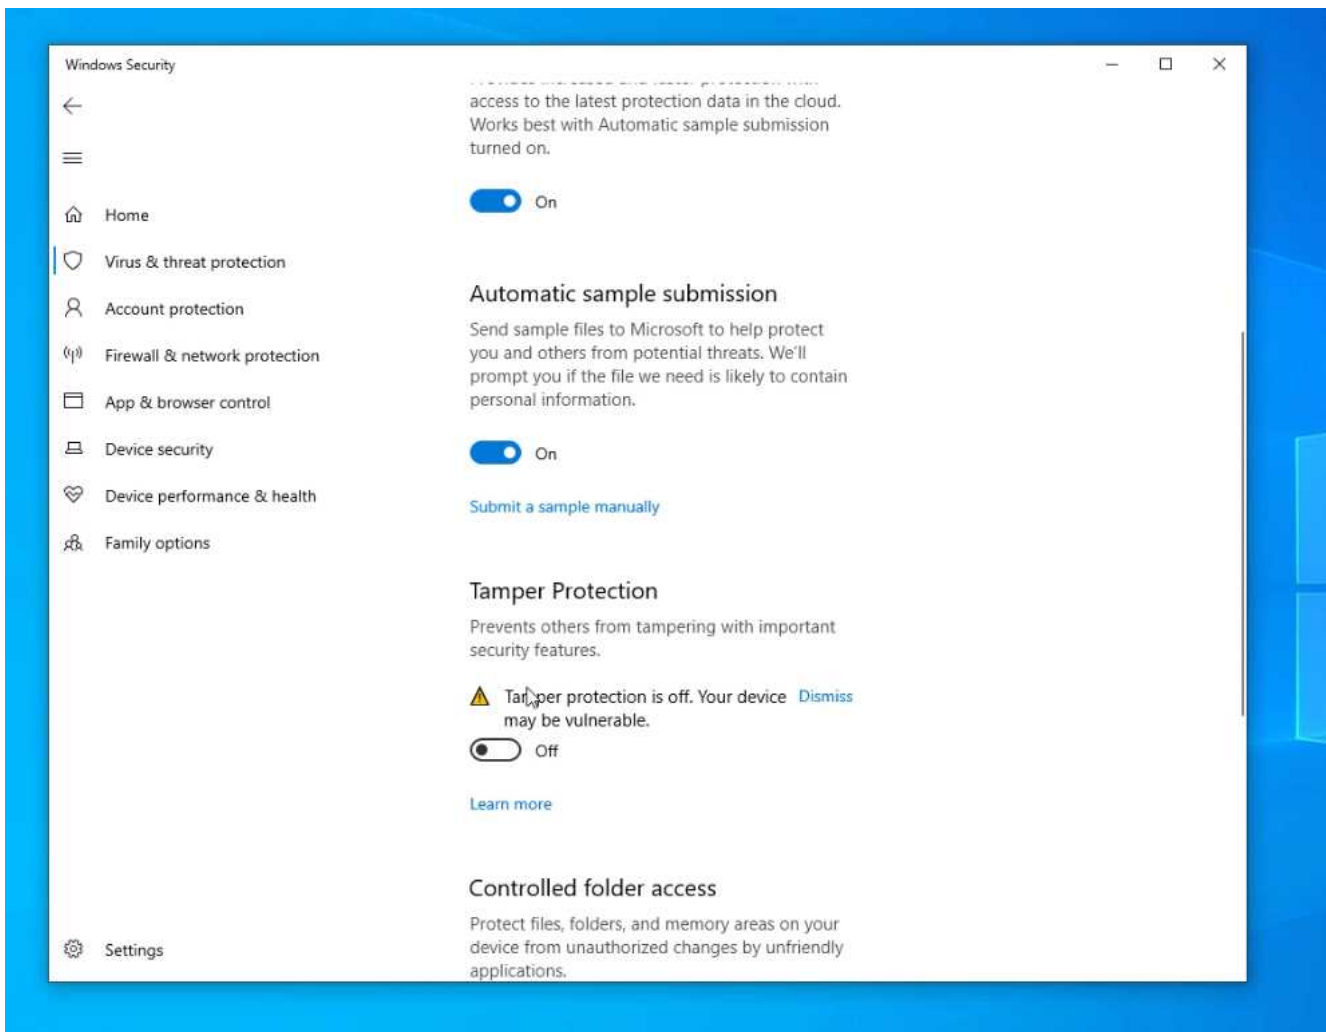 Windows Security
access to the latest protection data in the cloud.
Works best with Automatic sample submission
turned on.
On
Home
Virus & threat protection
Account protection
Firewall & network protection
App & browser control
Device security
Device performance & health
Family options
Settings
Automatic sample submission
Send sample files to Microsoft to help protect
you and others from potential threats. We'll
prompt you if the file we need is likely to contain
personal information.
On
Submit a sample manually
Tamper Protection
Prevents others from tampering with important
security features.
Tamper protection is off. Your device Dismiss
may be vulnerable.
Off
Learn more
Controlled folder access
Protect files, folders, and memory areas on your
device from unauthorized changes by unfriendly
applications.